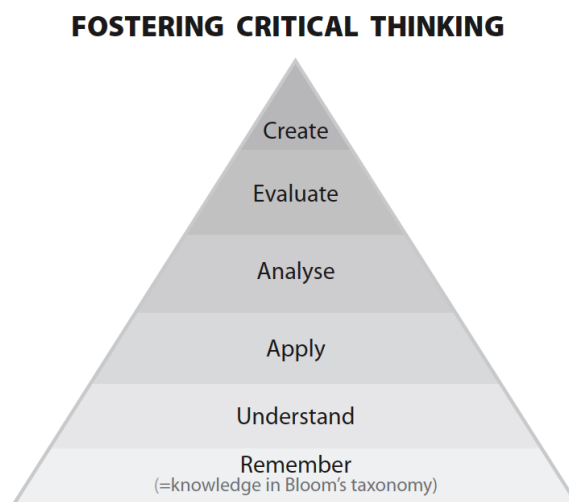 FOSTERING CRITICAL THINKING
Create
Evaluate
Analyse
Apply
Understand
Remember
(=knowledge in Bloom’s taxonomy)